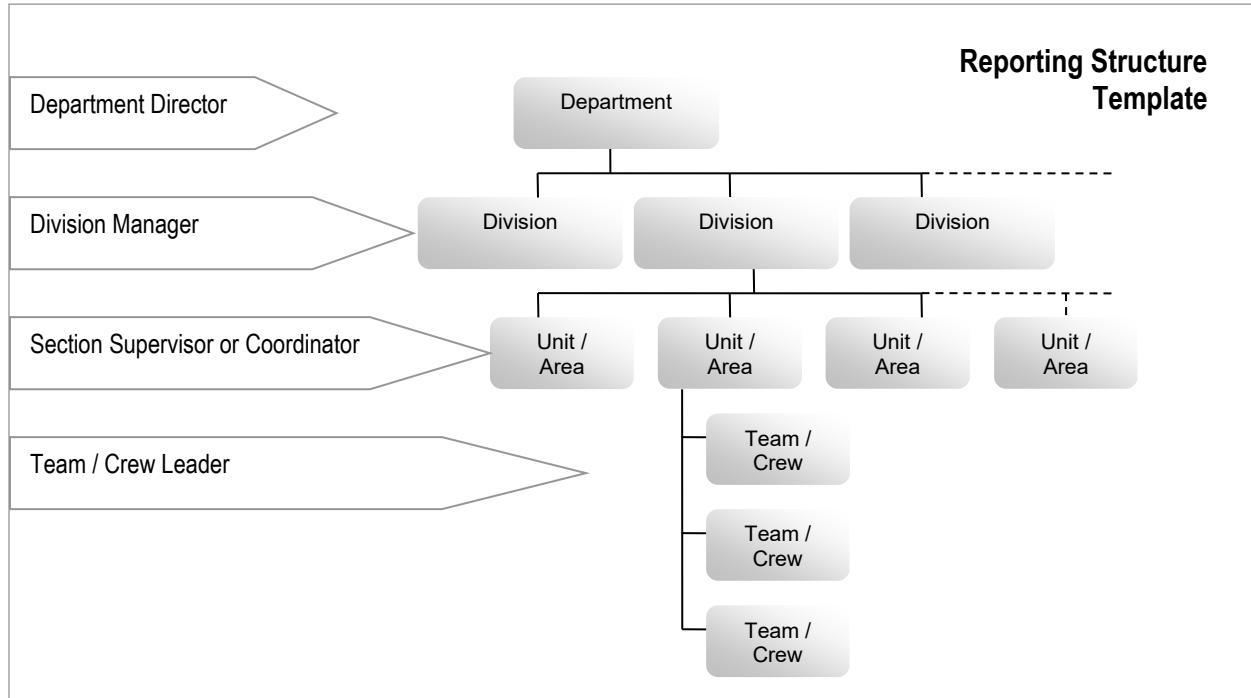 Reporting Structure
Template
Department Director
Department
Division Manager
Division
Division
Division
Section Supervisor or Coordinator
Unit /
Area
Unit /
Area
Unit /
Area
Unit /
Area
Team / Crew Leader
Team /
Crew
Team /
Crew
Team /
Crew